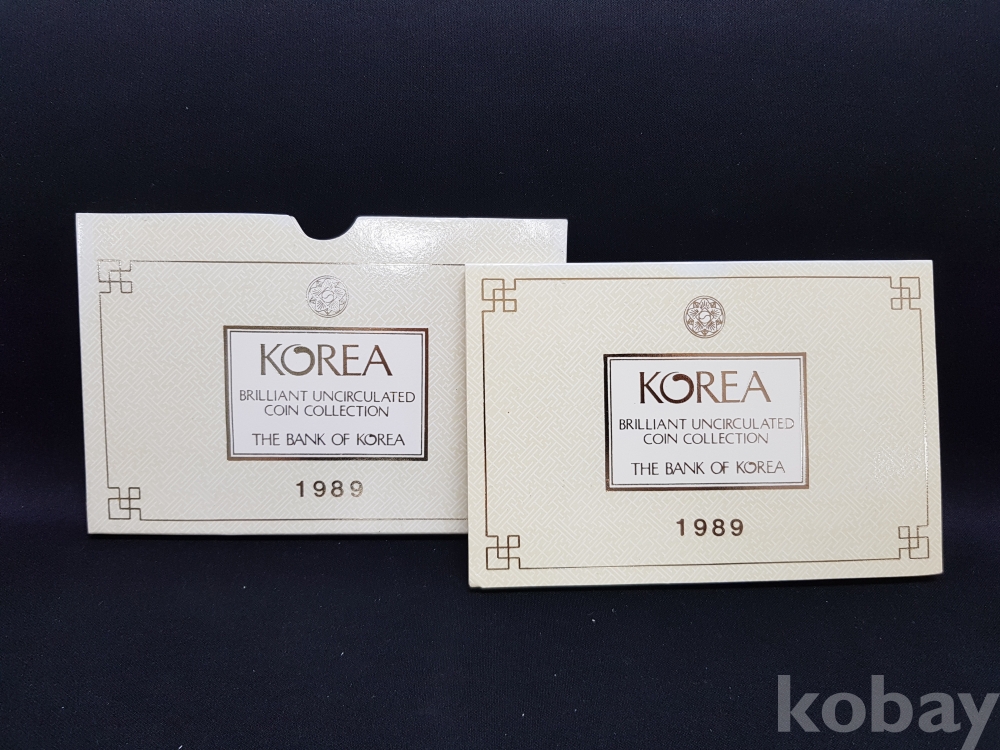 KOREA
BRILLIANT UNCIRCULATED
COIN COLLECTION
THE BANK OF KOREA
1989
KOREA
BRILLIANT UNCIRCULATED
COIN COLLECTION
THE BANK OF KOREA
1989
kobay